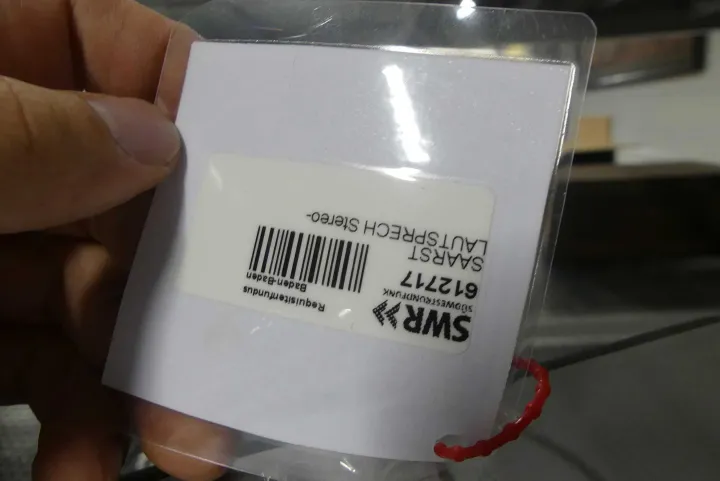 SWR»
SÜDWESTRUNDFUNK
Requisitenfundus
Baden-Baden
612717
SAARST
LAUTSPRECH Stereo-